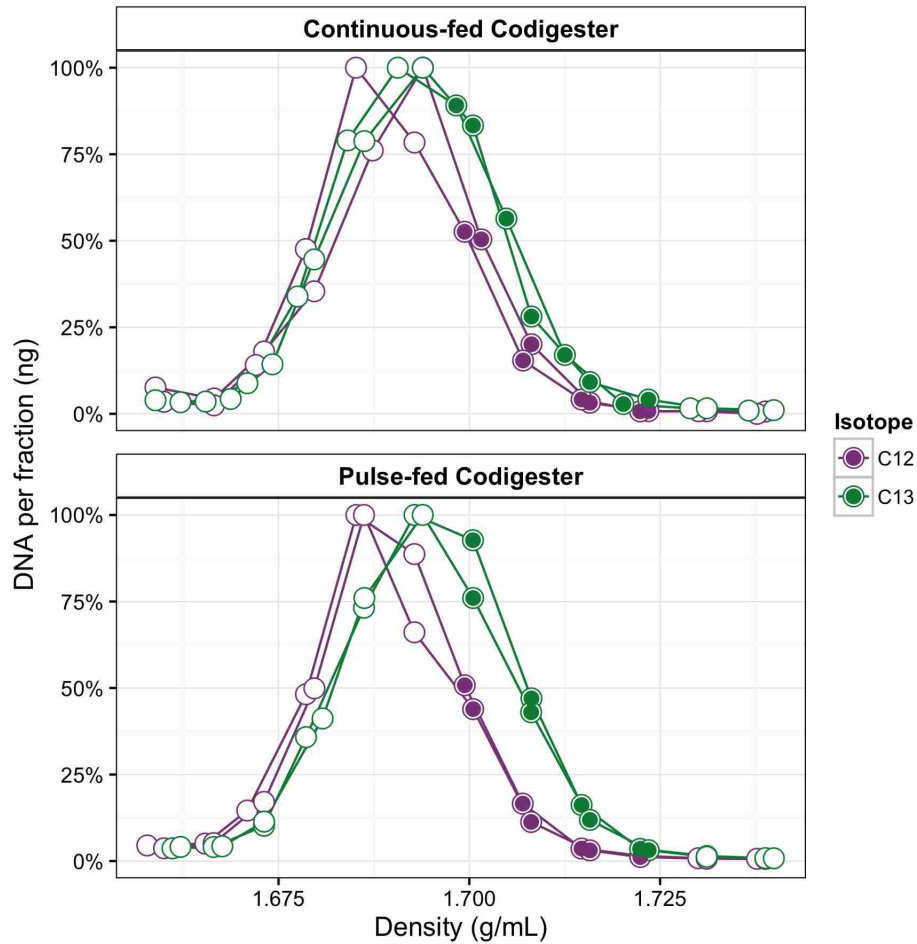 Continuous-fed Codigester
100%
75%
50%
25%
0%
Pulse-fed Codigester
100%
75%
50%
25%
0%
1.675 1.700 1.725
Density (g/mL)
DNA per fraction (ng)
Isotope
C12
C13